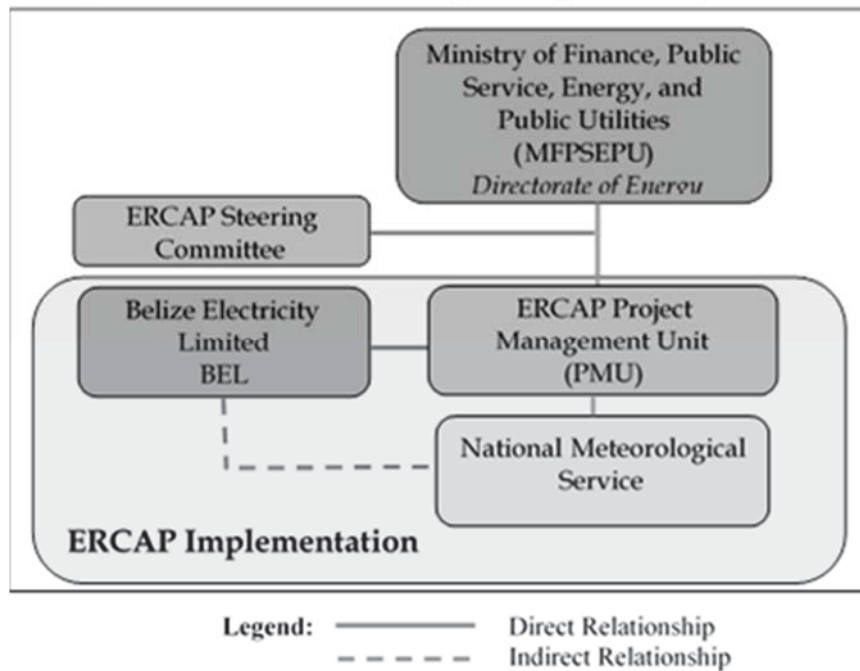 Ministry of Finance, Public
Service, Energy, and
Public Utilities
(MFPSEPU)
Directorate of Energy
ERCAP Steering
Committee
Belize Electricity
Limited
BEL
ERCAP Project
Management Unit
(PMU)
National Meteorological
Service
ERCAP Implementation
Legend:
Direct Relationship
Indirect Relationship